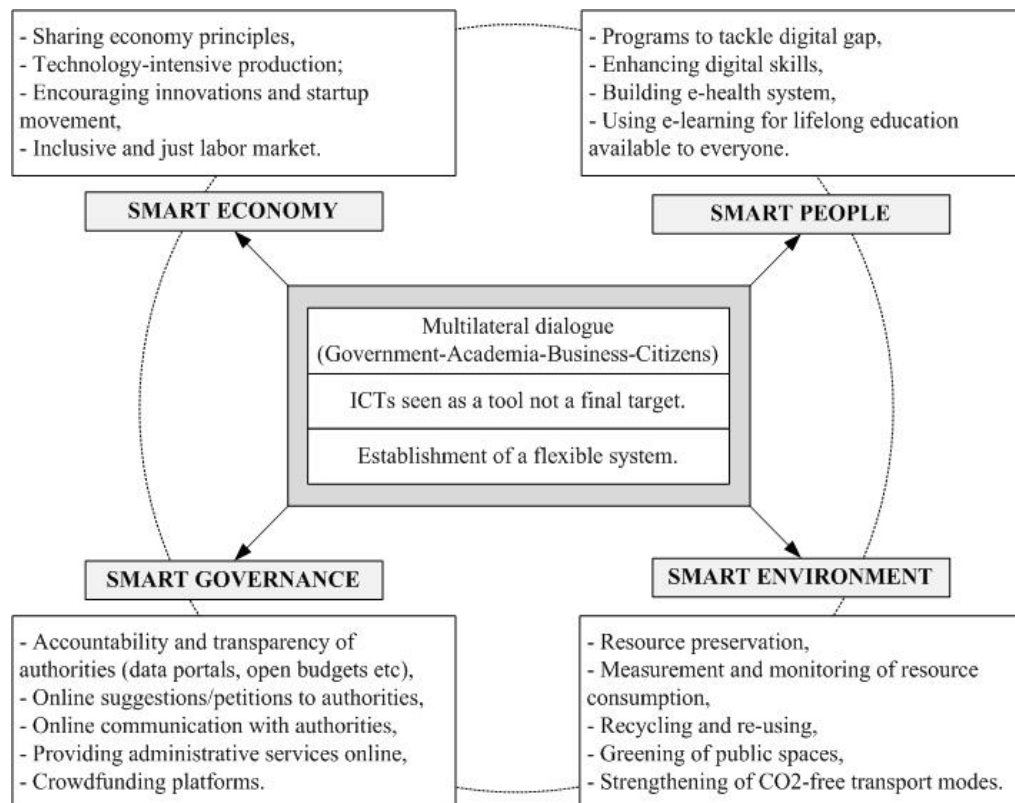 - Sharing economy principles,
- Technology-intensive production;
- Encouraging innovations and startup
movement,
- Inclusive and just labor market.
SMART ECONOMY
- Programs to tackle digital gap,
- Enhancing digital skills,
- Building e-health system,
- Using e-learning for lifelong education
available to everyone.
SMART PEOPLE
Multilateral dialogue
(Government-Academia-Business-Citizens)
ICTs seen as a tool not a final target.
Establishment of a flexible system.
SMART GOVERNANCE
- Accountability and transparency of
authorities (data portals, open budgets etc),
- Online suggestions/petitions to authorities,
- Online communication with authorities,
- Providing administrative services online,
- Crowdfunding platforms.
SMART ENVIRONMENT
- Resource preservation,
- Measurement and monitoring of resource
consumption,
- Recycling and re-using,
- Greening of public spaces,
- Strengthening of CO2-free transport modes.